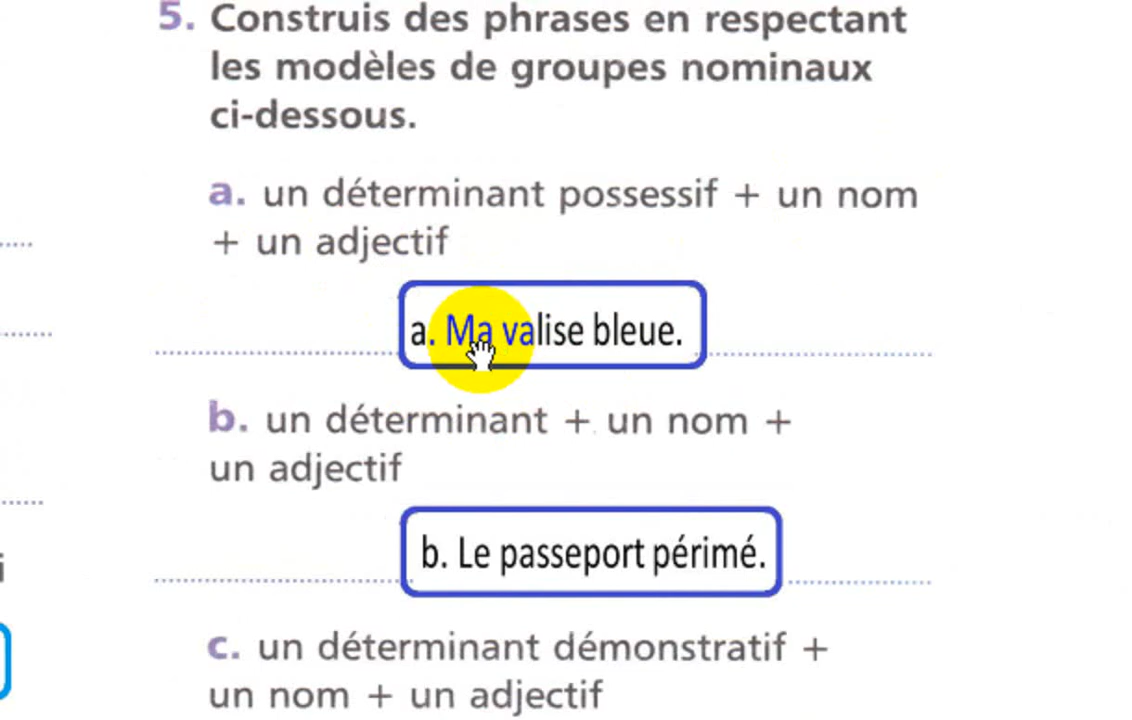 5. Construis des phrases en respectant
les modèles de groupes nominaux
ci-dessous.
a. un déterminant possessif + un nom
+ un adjectif
a. Ma valise bleue.
b. un déterminant + un nom +
un adjectif
b. Le passeport périmé.
c. un déterminant démonstratif +
un nom + un adjectif